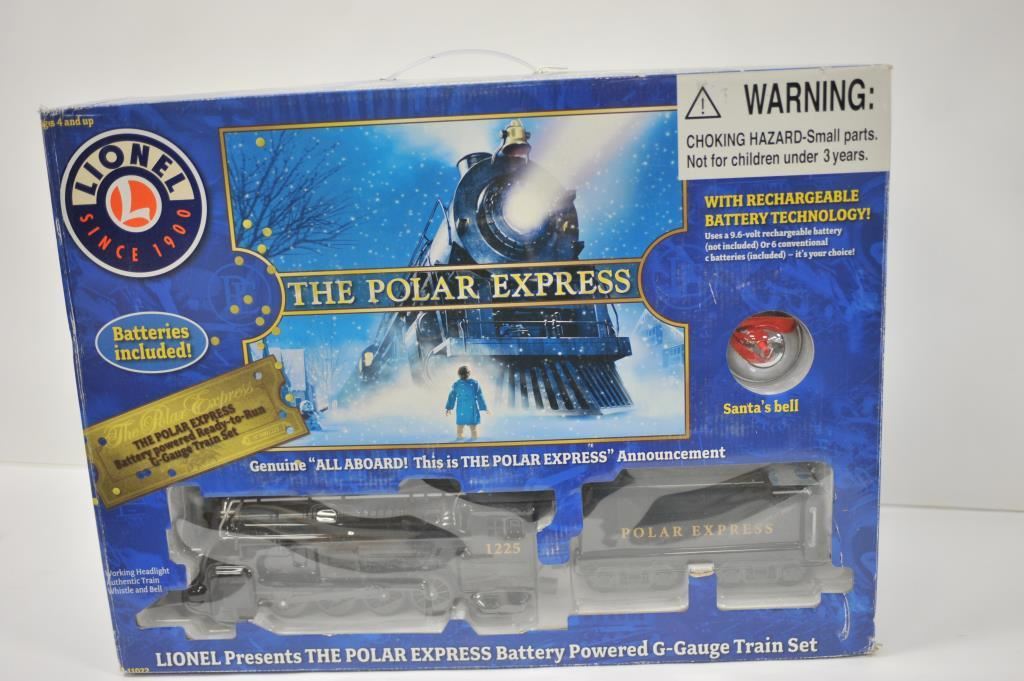 Ages 4 and up
LIONEL
L
SINCE 1900
WARNING:
CHOKING HAZARD-Small parts.
Not for children under 3 years.
WITH RECHARGEABLE
BATTERY TECHNOLOGY!
Uses a 9.6-volt rechargeable battery
(not included) Or 6 conventional
c batteries (included) – it's your choice!
THE POLAR EXPRESS
Batteries
included!
The Polar Express
THE POLAR EXPRESS
Battery powered Ready-to-Run
G-Gauge Train Set
Santa's bell
Genuine "ALL ABOARD! This is THE POLAR EXPRESS" Announcement
POLAR EXPRESS
1225
Working Headlight
Authentic Train
Whistle and Bell
LIONEL Presents THE POLAR EXPRESS Battery Powered G-Gauge Train Set